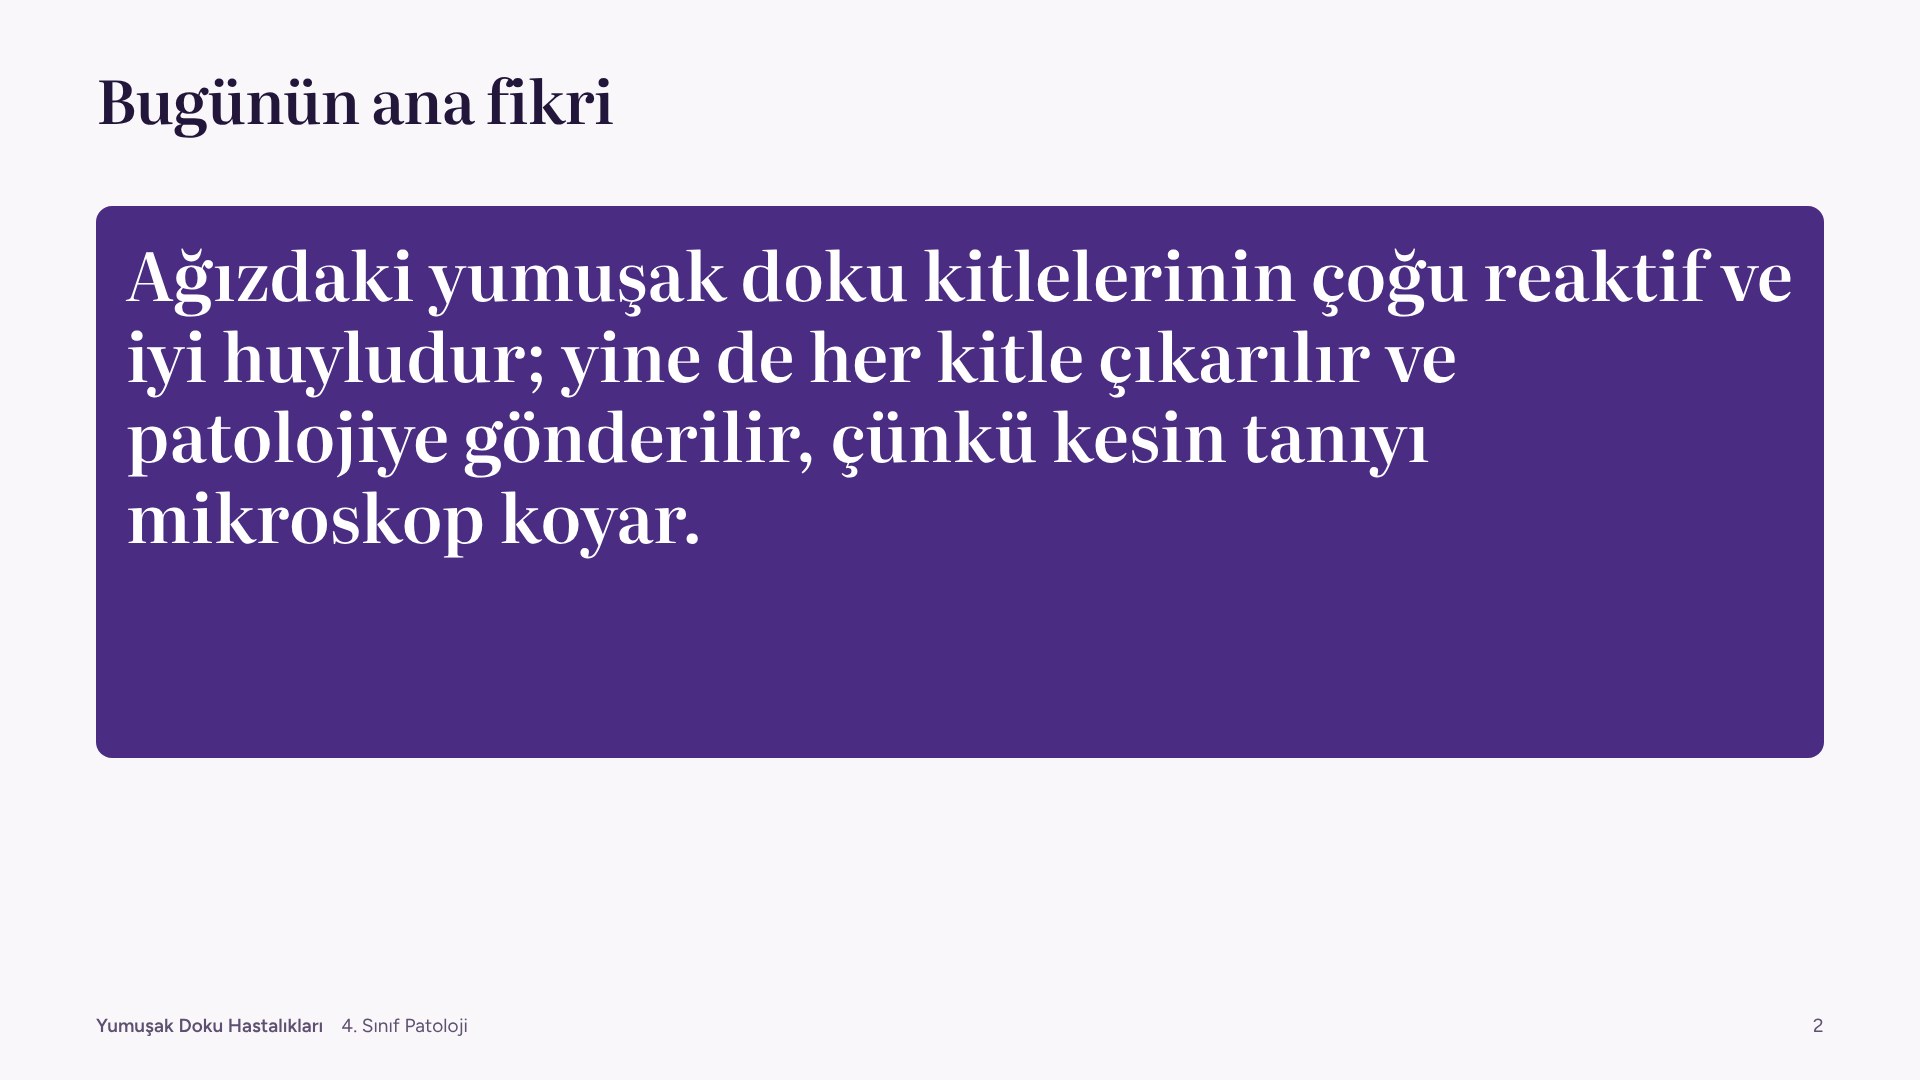 Bugünün ana fikri
Ağızdaki yumuşak doku kitlelerinin çoğu reaktif ve
iyi huyludur; yine de her kitle çıkarılır ve
patolojiye gönderilir, çünkü kesin tanıyı
mikroskop koyar.
Yumuşak Doku Hastalıkları 4. Sınıf Patoloji
2